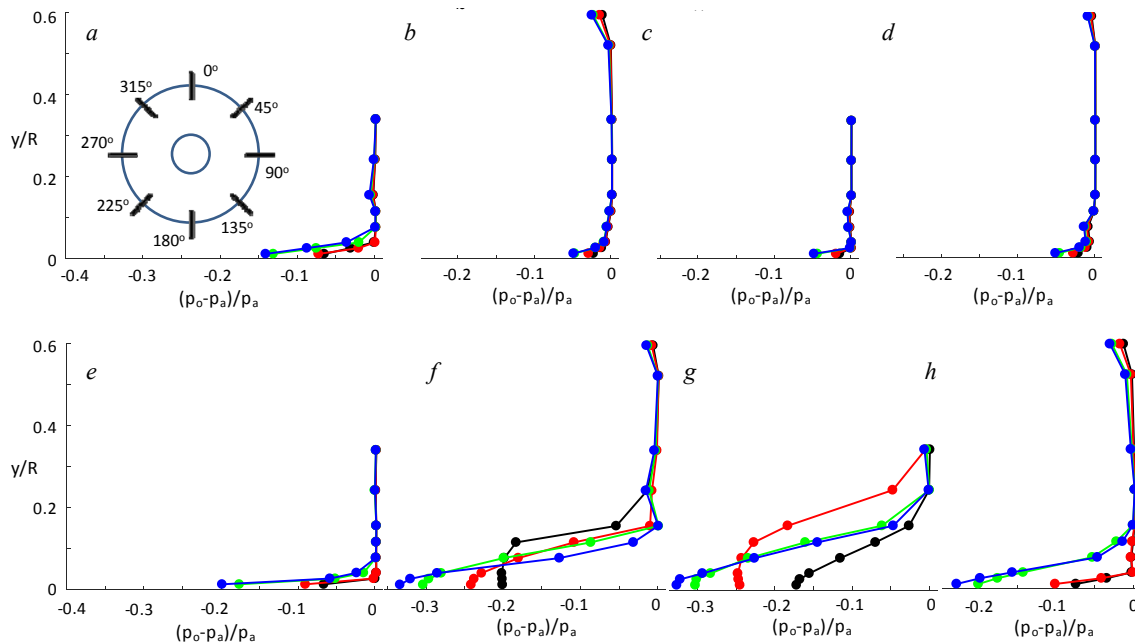 0.6 a b c d
0°
315° 45°
0.4
y/R 270° 90°
0.2
225° 135°
180°
0
-0.4 -0.3 -0.2 -0.1 0 -0.2 -0.1 0 -0.2 -0.1 0 -0.2 -0.1 0
(pₒ-pₐ)/pₐ (pₒ-pₐ)/pₐ (pₒ-pₐ)/pₐ (pₒ-pₐ)/pₐ
0.6 e f g h
0.4
y/R
0.2
0
-0.4 -0.3 -0.2 -0.1 0 -0.3 -0.2 -0.1 0 -0.3 -0.2 -0.1 0 -0.2 -0.1 0
(pₒ-pₐ)/pₐ (pₒ-pₐ)/pₐ (pₒ-pₐ)/pₐ (pₒ-pₐ)/pₐ